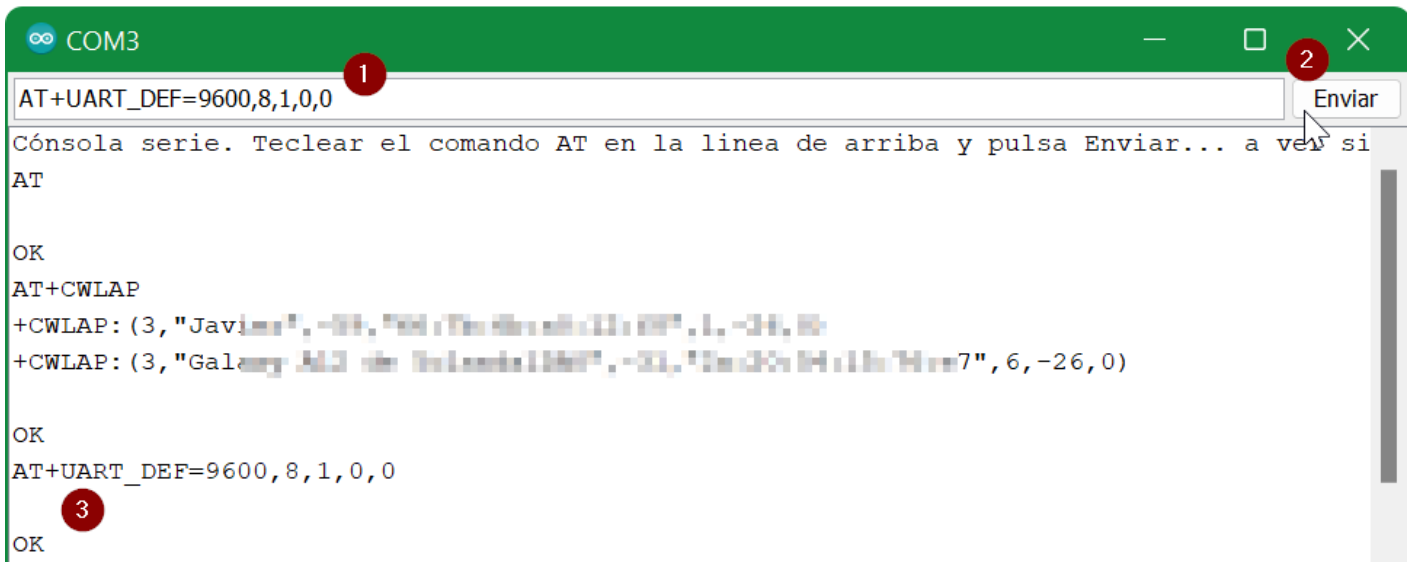 COM3
1
2
AT+UART_DEF=9600,8,1,0,0
Enviar
Cónsola serie. Teclear el comando AT en la linea de arriba y pulsa Enviar... a ver si
AT
OK
AT+CWLAP
+CWLAP:(3,"Javi
+CWLAP:(3,"Gala 7",6,-26,0)
OK
AT+UART_DEF=9600,8,1,0,0
3
OK